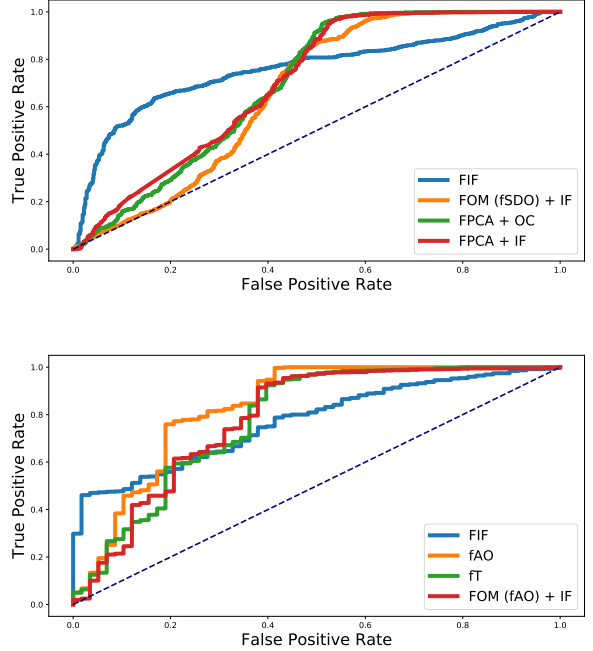 True Positive Rate
1.0
0.8
0.6
0.4
0.2
0.0
0.0 0.2 0.4 0.6 0.8 1.0
False Positive Rate
FIF
FOM (fSDO) + IF
FPCA + OC
FPCA + IF
True Positive Rate
1.0
0.8
0.6
0.4
0.2
0.0
0.0 0.2 0.4 0.6 0.8 1.0
False Positive Rate
FIF
fAO
fT
FOM (fAO) + IF